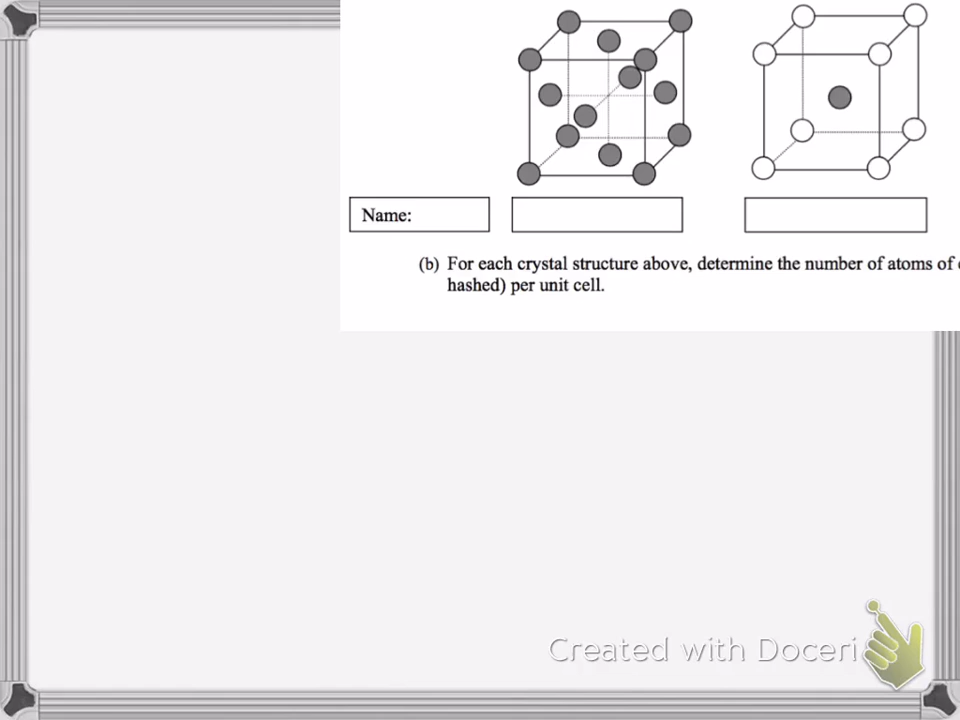 Name:
(b) For each crystal structure above, determine the number of atoms of
hashed) per unit cell.
Created with Doceri